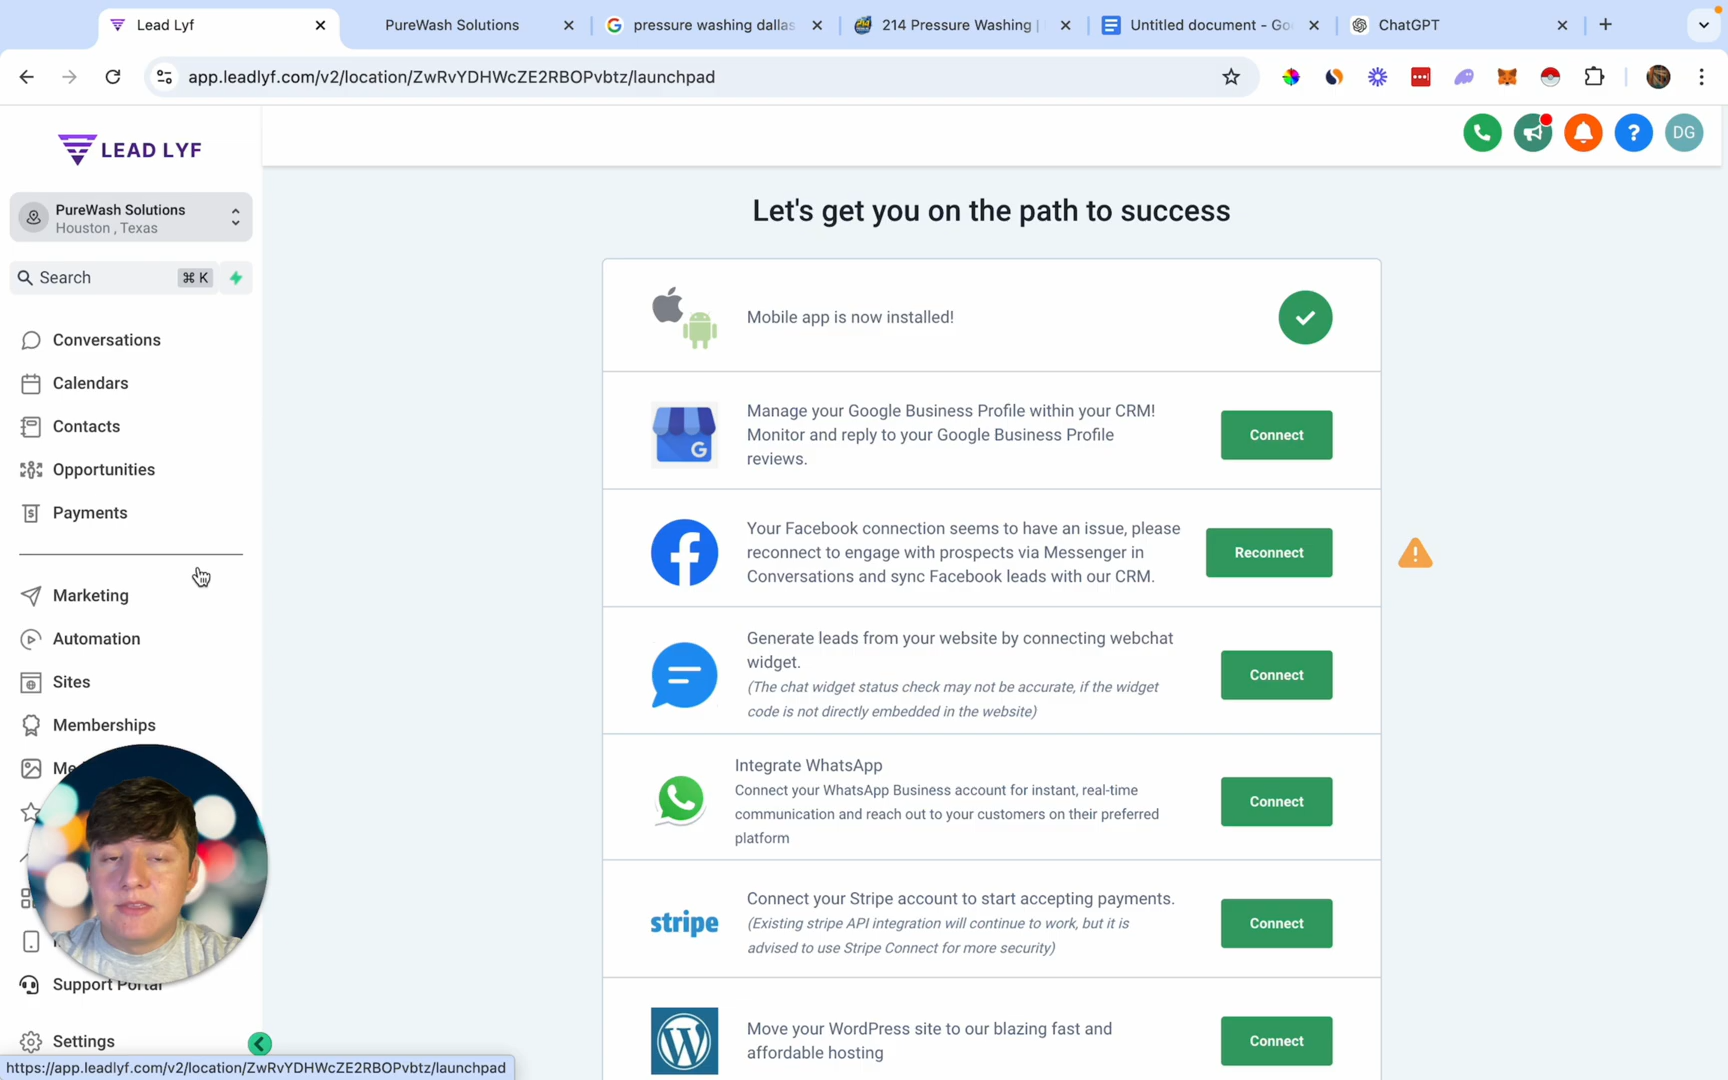 Lead Lyf
PureWash Solutions
pressure washing dallas
214 Pressure Washing |
Untitled document - Goo
ChatGPT
app.leadlyf.com/v2/location/ZwRvYDHWcZE2RBOPvbtz/launchpad
LEAD LYF
DG
PureWash Solutions
Houston , Texas
Search
⌘ K
Conversations
Calendars
Contacts
Opportunities
Payments
Marketing
Automation
Sites
Memberships
Support Portal
Settings
https://app.leadlyf.com/v2/location/ZwRvYDHWcZE2RBOPvbtz/launchpad
Let's get you on the path to success
Mobile app is now installed!
Manage your Google Business Profile within your CRM!
Monitor and reply to your Google Business Profile
reviews.
Connect
Your Facebook connection seems to have an issue, please
reconnect to engage with prospects via Messenger in
Conversations and sync Facebook leads with our CRM.
Reconnect
Generate leads from your website by connecting webchat
widget.
(The chat widget status check may not be accurate, if the widget
code is not directly embedded in the website)
Connect
Integrate WhatsApp
Connect your WhatsApp Business account for instant, real-time
communication and reach out to your customers on their preferred
platform
Connect
stripe
Connect your Stripe account to start accepting payments.
(Existing stripe API integration will continue to work, but it is
advised to use Stripe Connect for more security)
Connect
Move your WordPress site to our blazing fast and
affordable hosting
Connect